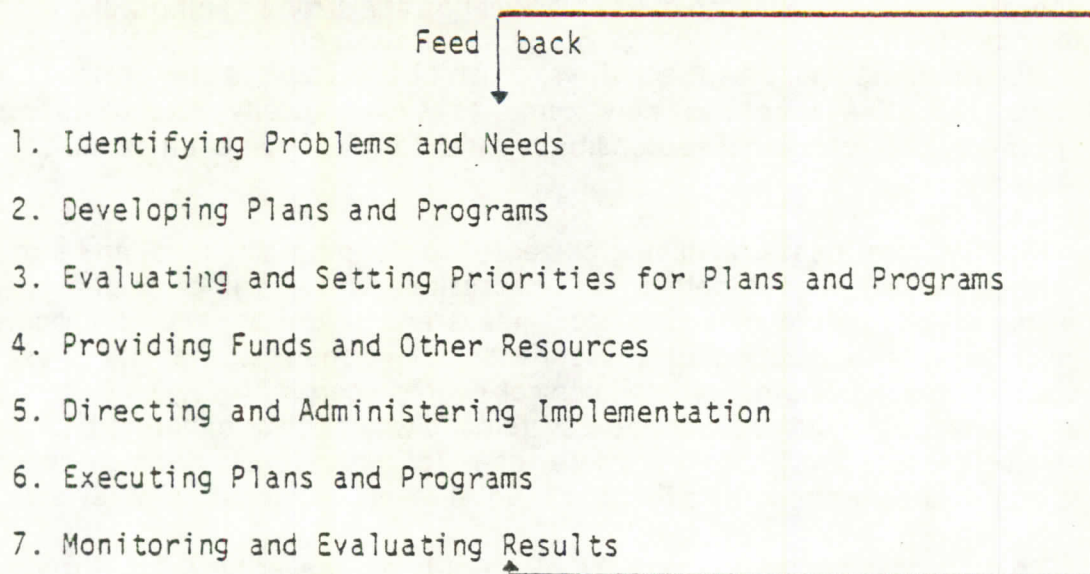 Feed back
1. Identifying Problems and Needs
2. Developing Plans and Programs
3. Evaluating and Setting Priorities for Plans and Programs
4. Providing Funds and Other Resources
5. Directing and Administering Implementation
6. Executing Plans and Programs
7. Monitoring and Evaluating Results